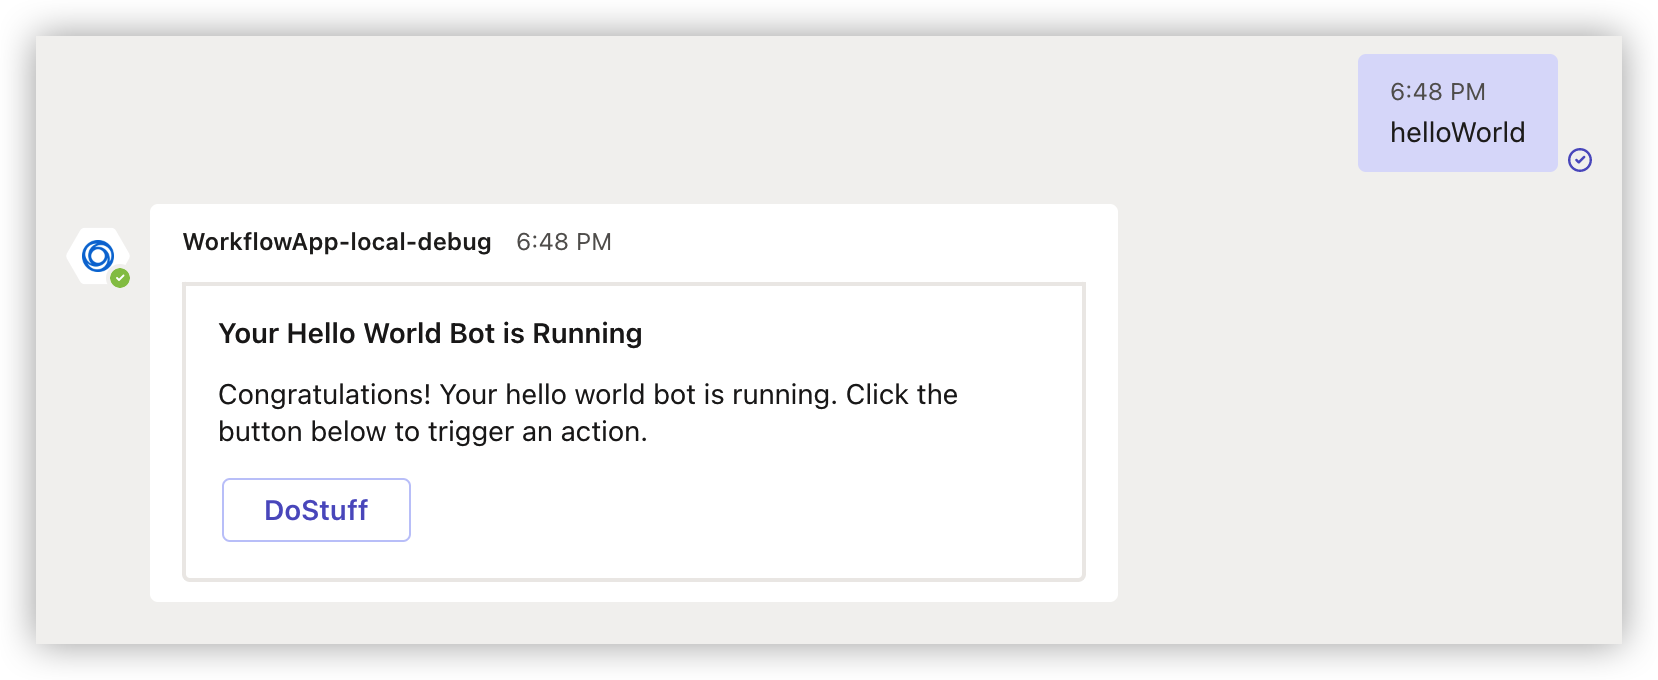 6:48 PM
helloWorld
WorkflowApp-local-debug 6:48 PM
Your Hello World Bot is Running
Congratulations! Your hello world bot is running. Click the
button below to trigger an action.
DoStuff